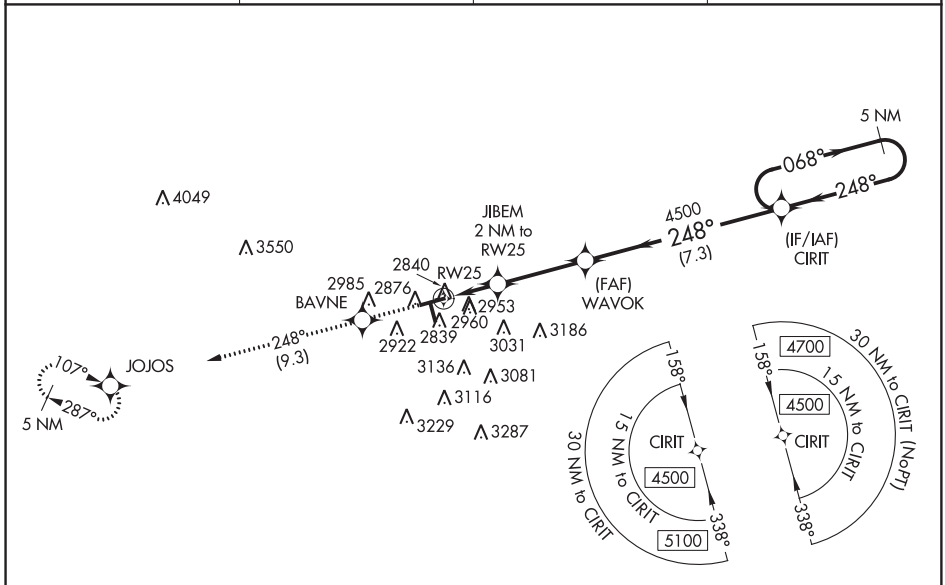 5 NM
068°
248°
(IF/IAF)
CIRIT
4500
248°
(7.3)
JIBEM
2 NM to
RW25
(FAF)
WAVOK
4049
3550
2840
RW25
2985
2876
BAVNE
2953
2960
2839
2922
3031
3186
248°
(9.3)
JOJOS
107°
287°
5 NM
3136
3081
3116
3229
3287
158°
CIRIT
4500
5100
338°
15 NM to CIRIT
30 NM to CIRIT
4700
158°
4500
CIRIT
338°
15 NM to CIRIT
30 NM to CIRIT (NoPT)